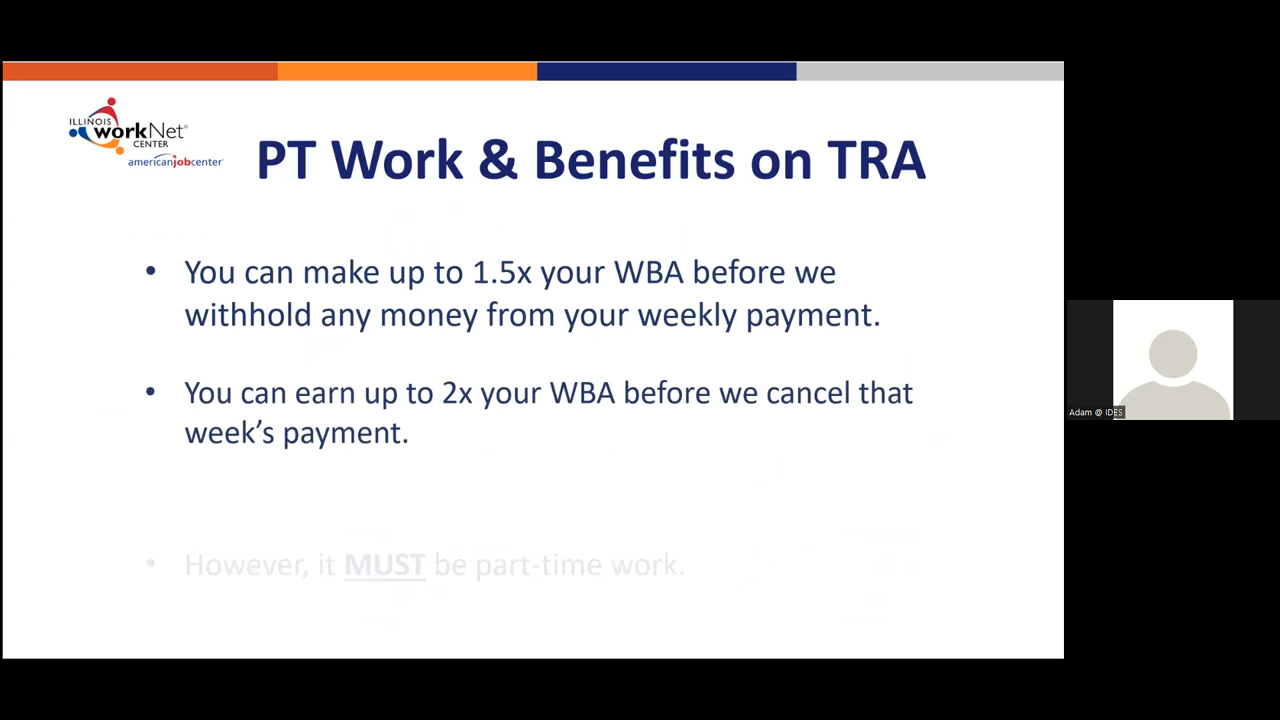 ILLINOIS
workNet®
CENTER
americanjobcenter
PT Work & Benefits on TRA
• You can make up to 1.5x your WBA before we
withhold any money from your weekly payment.
• You can earn up to 2x your WBA before we cancel that
week’s payment.
• However, it MUST be part-time work.
Adam @ IDES